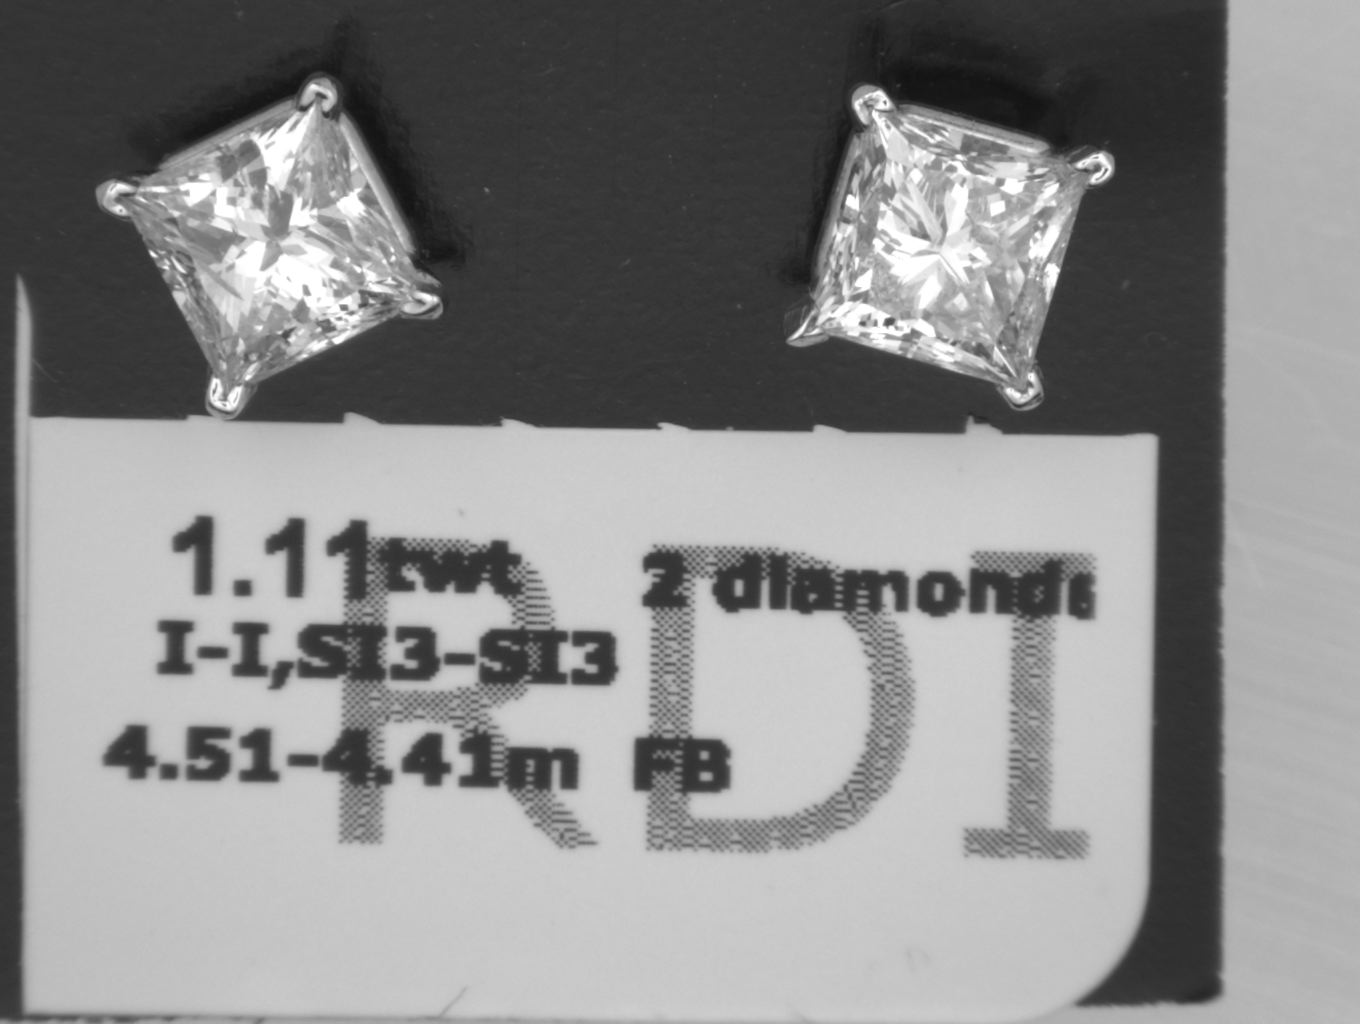 1.11twt 2 diamonds
I-I,SI3-SI3
4.51-4.41m FB
RDI